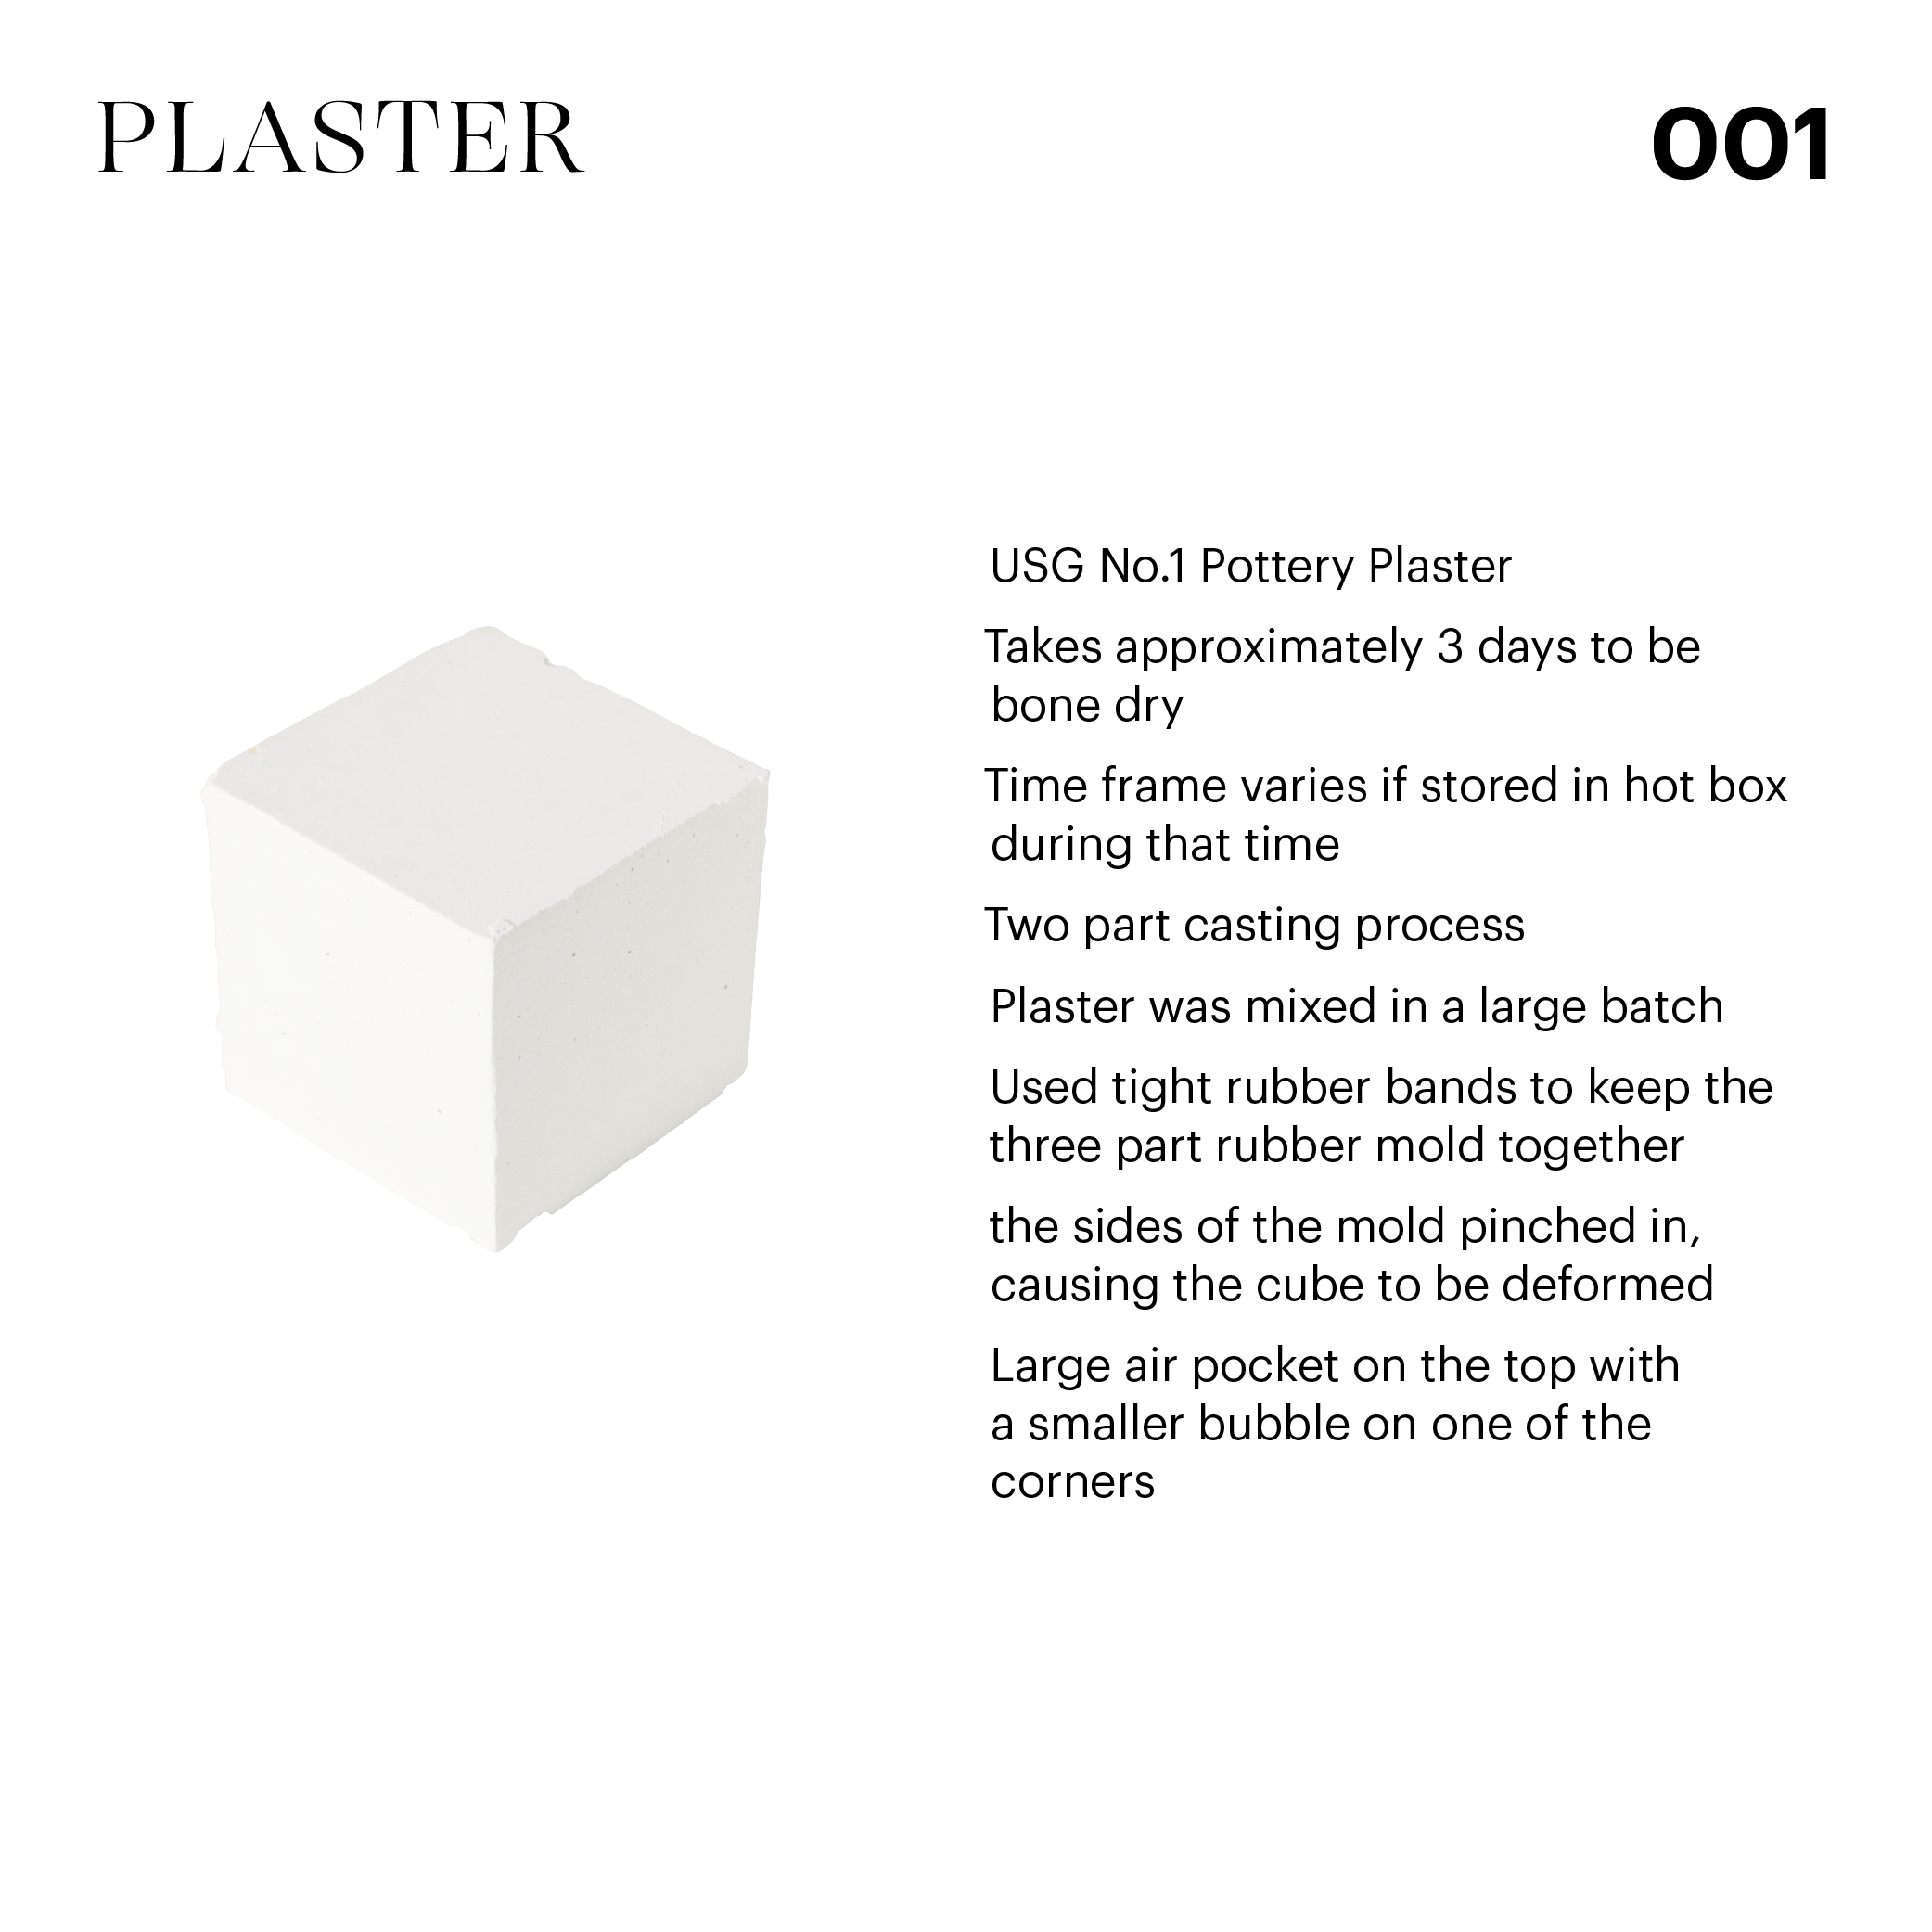 PLASTER
001
USG No.1 Pottery Plaster
Takes approximately 3 days to be
bone dry
Time frame varies if stored in hot box
during that time
Two part casting process
Plaster was mixed in a large batch
Used tight rubber bands to keep the
three part rubber mold together
the sides of the mold pinched in,
causing the cube to be deformed
Large air pocket on the top with
a smaller bubble on one of the
corners